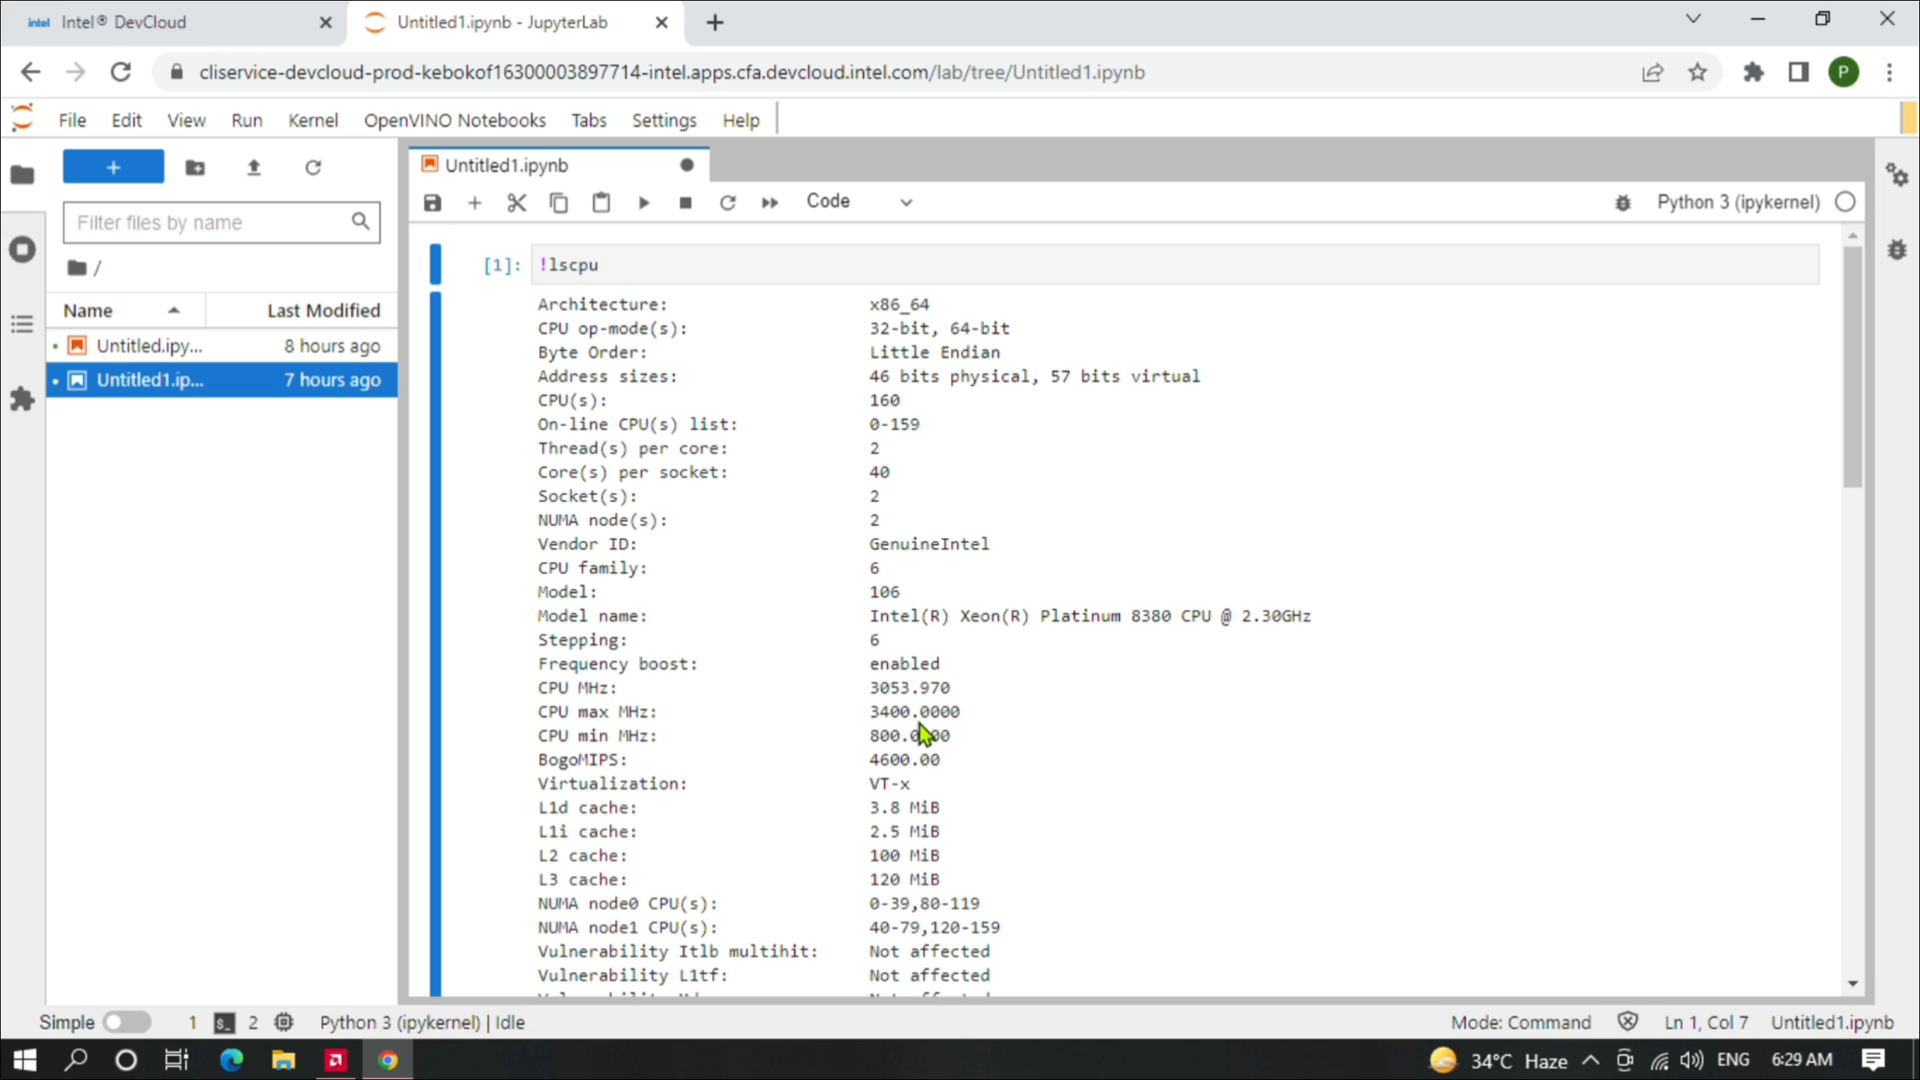 intel Intel® DevCloud
Untitled1.ipynb - JupyterLab
cliservice-devcloud-prod-kebokof16300003897714-intel.apps.cfa.devcloud.intel.com/lab/tree/Untitled1.ipynb
P
File Edit View Run Kernel OpenVINO Notebooks Tabs Settings Help
Untitled1.ipynb
Filter files by name
/
Name Last Modified
Untitled.ipy... 8 hours ago
Untitled1.ip... 7 hours ago
Code
Python 3 (ipykernel)
[1]: !lscpu
Architecture: x86_64
CPU op-mode(s): 32-bit, 64-bit
Byte Order: Little Endian
Address sizes: 46 bits physical, 57 bits virtual
CPU(s): 160
On-line CPU(s) list: 0-159
Thread(s) per core: 2
Core(s) per socket: 40
Socket(s): 2
NUMA node(s): 2
Vendor ID: GenuineIntel
CPU family: 6
Model: 106
Model name: Intel(R) Xeon(R) Platinum 8380 CPU @ 2.30GHz
Stepping: 6
Frequency boost: enabled
CPU MHz: 3053.970
CPU max MHz: 3400.0000
CPU min MHz: 800.0000
BogoMIPS: 4600.00
Virtualization: VT-x
L1d cache: 3.8 MiB
L1i cache: 2.5 MiB
L2 cache: 100 MiB
L3 cache: 120 MiB
NUMA node0 CPU(s): 0-39,80-119
NUMA node1 CPU(s): 40-79,120-159
Vulnerability Itlb multihit: Not affected
Vulnerability L1tf: Not affected
Simple 1 2 Python 3 (ipykernel) | Idle
Mode: Command Ln 1, Col 7 Untitled1.ipynb
34°C Haze ENG 6:29 AM